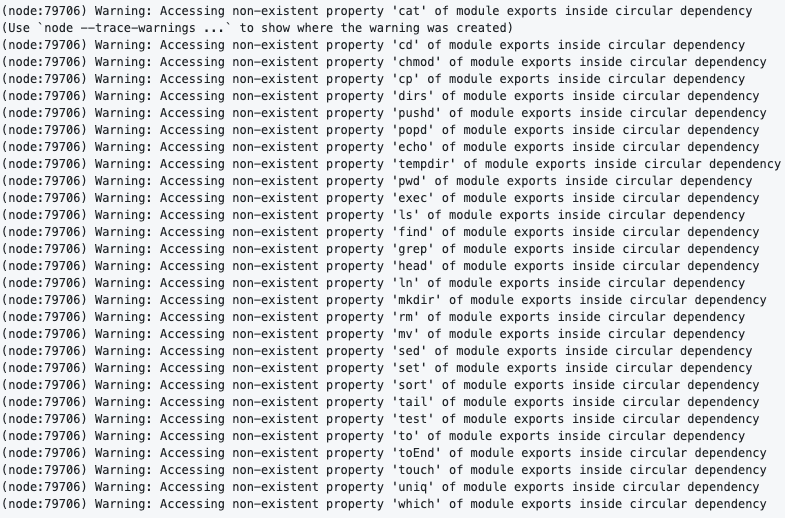 (node:79706) Warning: Accessing non-existent property 'cat' of module exports inside circular dependency
(Use `node --trace-warnings ...` to show where the warning was created)
(node:79706) Warning: Accessing non-existent property 'cd' of module exports inside circular dependency
(node:79706) Warning: Accessing non-existent property 'chmod' of module exports inside circular dependency
(node:79706) Warning: Accessing non-existent property 'cp' of module exports inside circular dependency
(node:79706) Warning: Accessing non-existent property 'dirs' of module exports inside circular dependency
(node:79706) Warning: Accessing non-existent property 'pushd' of module exports inside circular dependency
(node:79706) Warning: Accessing non-existent property 'popd' of module exports inside circular dependency
(node:79706) Warning: Accessing non-existent property 'echo' of module exports inside circular dependency
(node:79706) Warning: Accessing non-existent property 'tempdir' of module exports inside circular dependency
(node:79706) Warning: Accessing non-existent property 'pwd' of module exports inside circular dependency
(node:79706) Warning: Accessing non-existent property 'exec' of module exports inside circular dependency
(node:79706) Warning: Accessing non-existent property 'ls' of module exports inside circular dependency
(node:79706) Warning: Accessing non-existent property 'find' of module exports inside circular dependency
(node:79706) Warning: Accessing non-existent property 'grep' of module exports inside circular dependency
(node:79706) Warning: Accessing non-existent property 'head' of module exports inside circular dependency
(node:79706) Warning: Accessing non-existent property 'ln' of module exports inside circular dependency
(node:79706) Warning: Accessing non-existent property 'mkdir' of module exports inside circular dependency
(node:79706) Warning: Accessing non-existent property 'rm' of module exports inside circular dependency
(node:79706) Warning: Accessing non-existent property 'mv' of module exports inside circular dependency
(node:79706) Warning: Accessing non-existent property 'sed' of module exports inside circular dependency
(node:79706) Warning: Accessing non-existent property 'set' of module exports inside circular dependency
(node:79706) Warning: Accessing non-existent property 'sort' of module exports inside circular dependency
(node:79706) Warning: Accessing non-existent property 'tail' of module exports inside circular dependency
(node:79706) Warning: Accessing non-existent property 'test' of module exports inside circular dependency
(node:79706) Warning: Accessing non-existent property 'to' of module exports inside circular dependency
(node:79706) Warning: Accessing non-existent property 'toEnd' of module exports inside circular dependency
(node:79706) Warning: Accessing non-existent property 'touch' of module exports inside circular dependency
(node:79706) Warning: Accessing non-existent property 'uniq' of module exports inside circular dependency
(node:79706) Warning: Accessing non-existent property 'which' of module exports inside circular dependency